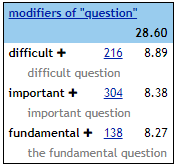 modifiers of "question"
28.60
difficult + 216 8.89
difficult question
important + 304 8.38
important question
fundamental + 138 8.27
the fundamental question